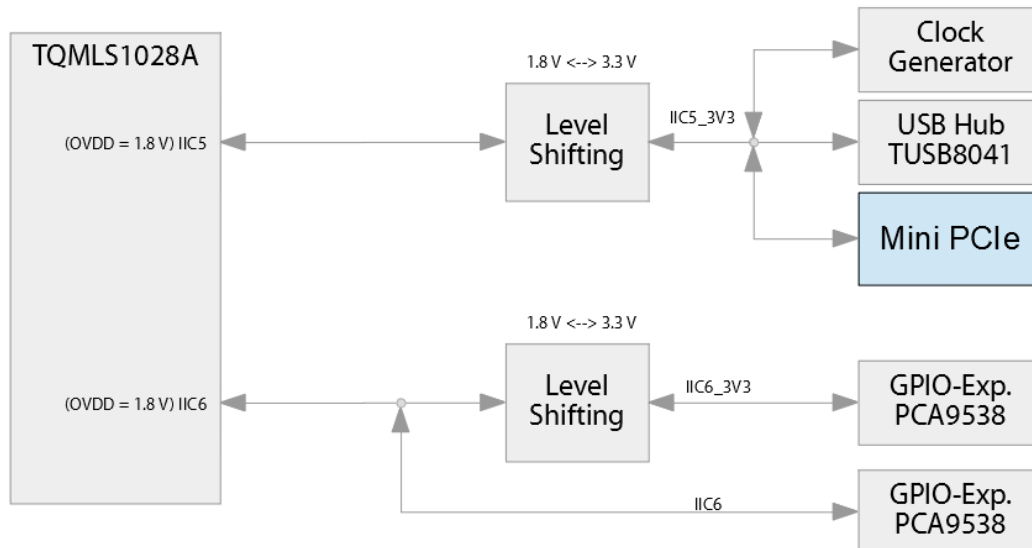 TQMLS1028A
(OVDD = 1.8 V) IIC5
1.8 V <--> 3.3 V
Level
Shifting
IIC5_3V3
Clock
Generator
USB Hub
TUSB8041
Mini PCIe
(OVDD = 1.8 V) IIC6
1.8 V <--> 3.3 V
Level
Shifting
IIC6_3V3
GPIO-Exp.
PCA9538
IIC6
GPIO-Exp.
PCA9538